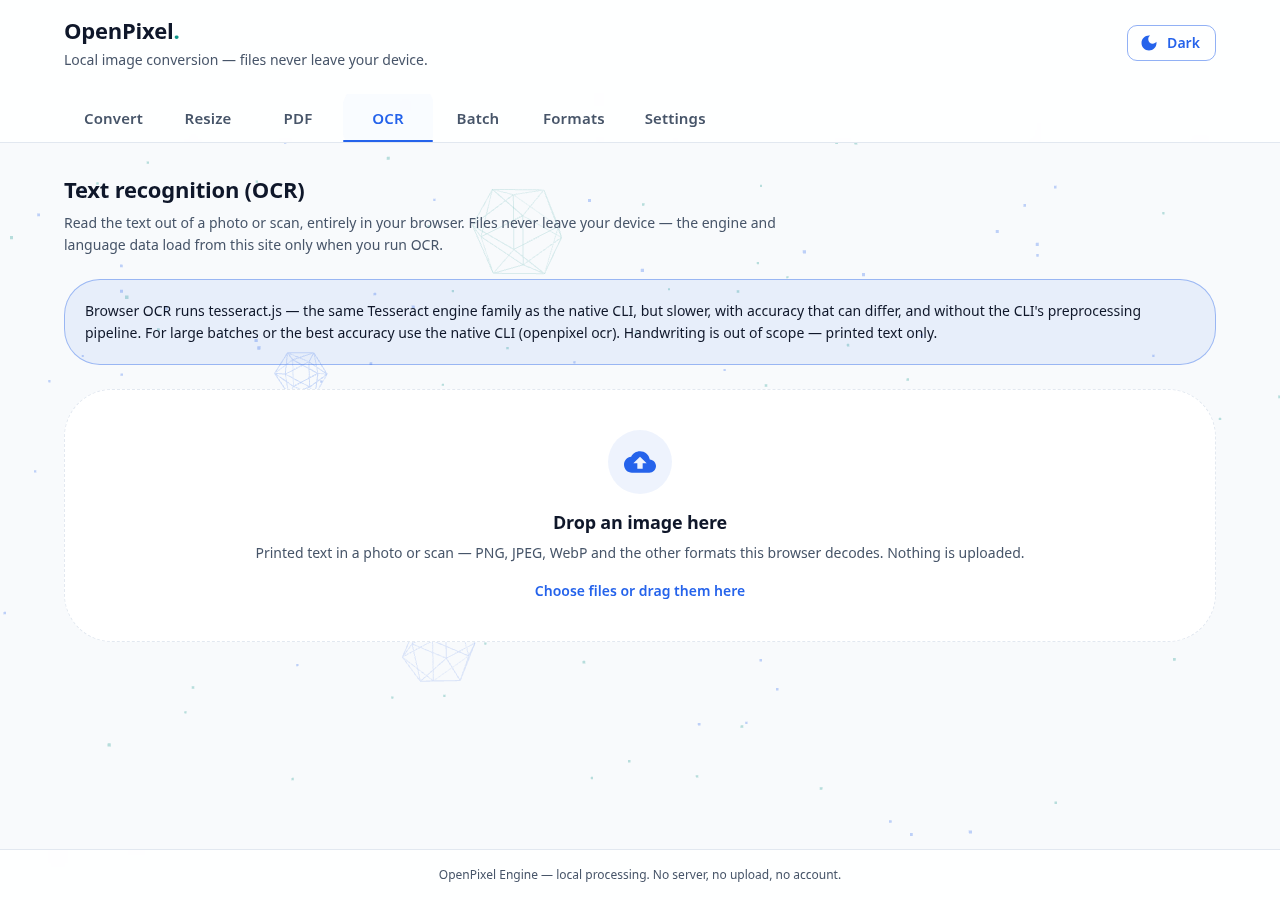 OpenPixel.
Local image conversion — files never leave your device.
Dark
Convert Resize PDF OCR Batch Formats Settings
Text recognition (OCR)
Read the text out of a photo or scan, entirely in your browser. Files never leave your device — the engine and
language data load from this site only when you run OCR.
Browser OCR runs tesseract.js — the same Tesseract engine family as the native CLI, but slower, with accuracy that can differ, and without the CLI's preprocessing
pipeline. For large batches or the best accuracy use the native CLI (openpixel ocr). Handwriting is out of scope — printed text only.
Drop an image here
Printed text in a photo or scan — PNG, JPEG, WebP and the other formats this browser decodes. Nothing is uploaded.
Choose files or drag them here
OpenPixel Engine — local processing. No server, no upload, no account.